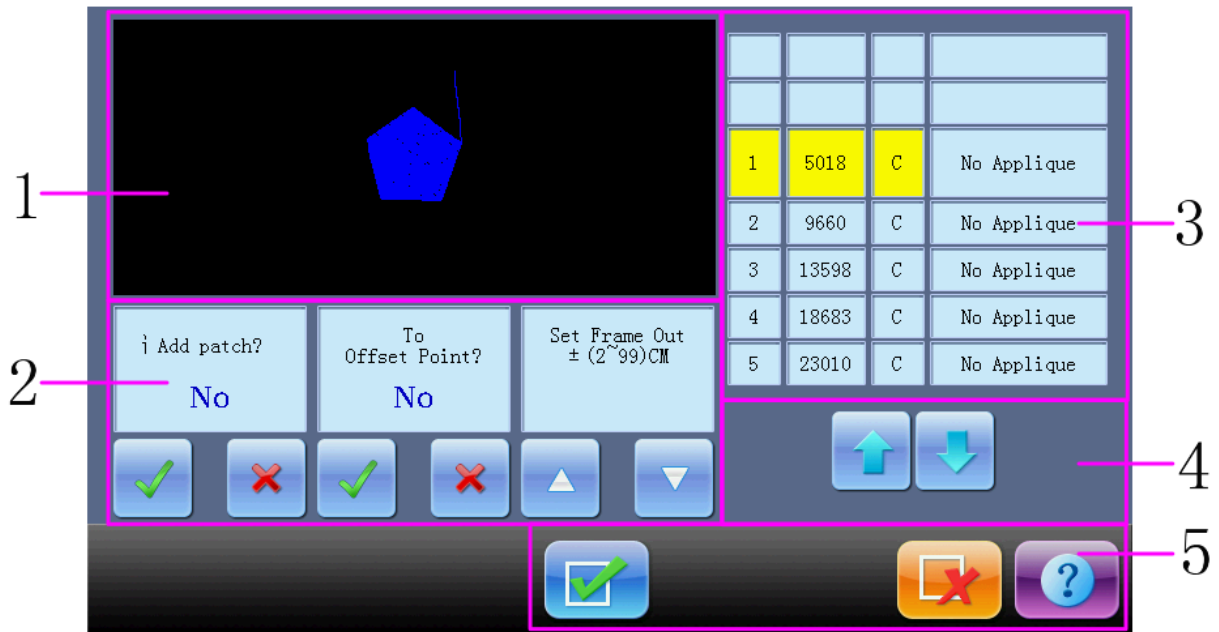 1
2
3
4
5
1 5018 C No Applique
2 9660 C No Applique
3 13598 C No Applique
4 18683 C No Applique
5 23010 C No Applique
ì Add patch?
No
To
Offset Point?
No
Set Frame Out
±(2~99)CM
?